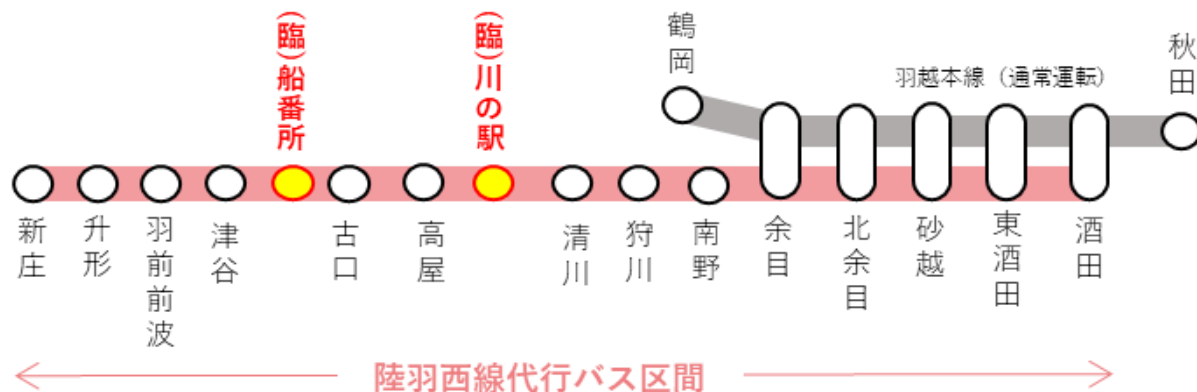 (臨)船番所
(臨)川の駅
鶴岡
羽越本線（通常運転）
秋田
新庄
升形
羽前前波
津谷
古口
高屋
清川
狩川
南野
余目
北余目
砂越
東酒田
酒田
陸羽西線代行バス区間